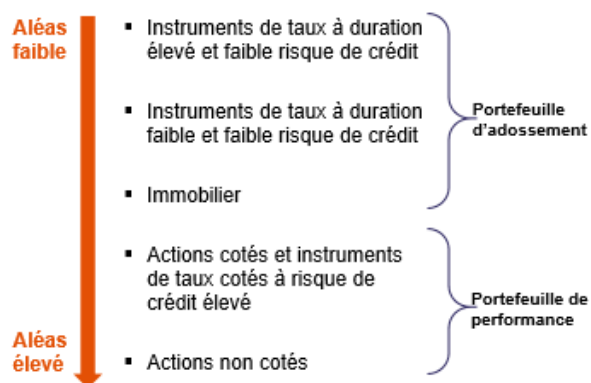 Aléas
faible
▪ Instruments de taux à duration
élevé et faible risque de crédit
▪ Instruments de taux à duration
faible et faible risque de crédit
Portefeuille
d'adossement
▪ Immobilier
▪ Actions cotés et instruments
de taux cotés à risque de
crédit élevé
Portefeuille de
performance
Aléas
élevé
▪ Actions non cotés